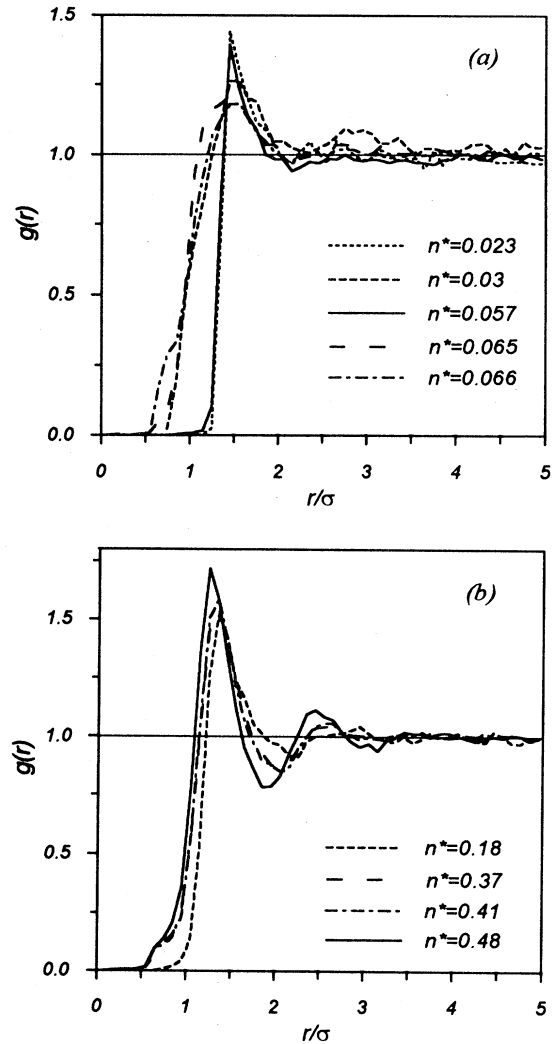 1.5
(a)
1.0
g(r)
n*=0.023
n*=0.03
0.5
n*=0.057
n*=0.065
n*=0.066
0.0
0 1 2 3 4 5
r/σ
(b)
1.5
1.0
g(r)
n*=0.18
0.5
n*=0.37
n*=0.41
n*=0.48
0.0
0 1 2 3 4 5
r/σ